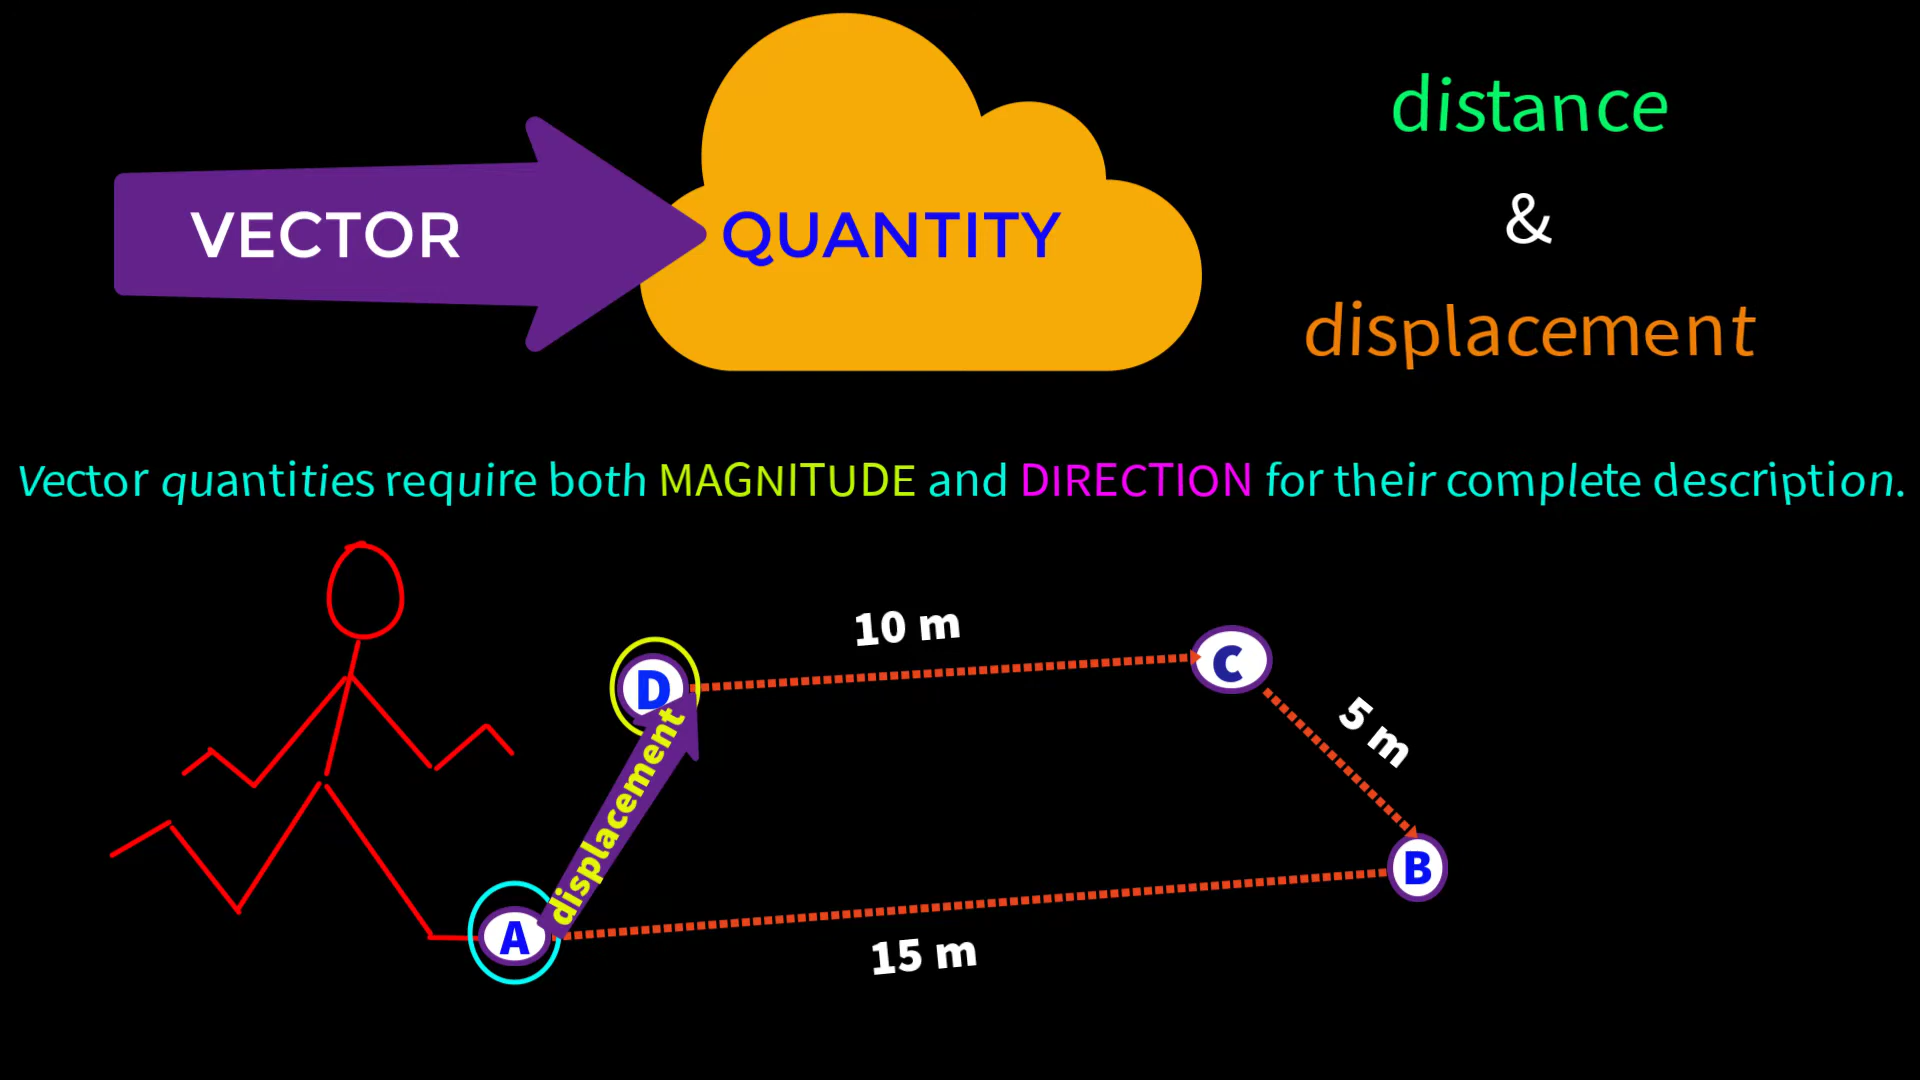 VECTOR QUANTITY
distance
&
displacement
Vector quantities require both MAGNITUDE and DIRECTION for their complete description.
10 m
D
C
5 m
displacement
B
A
15 m